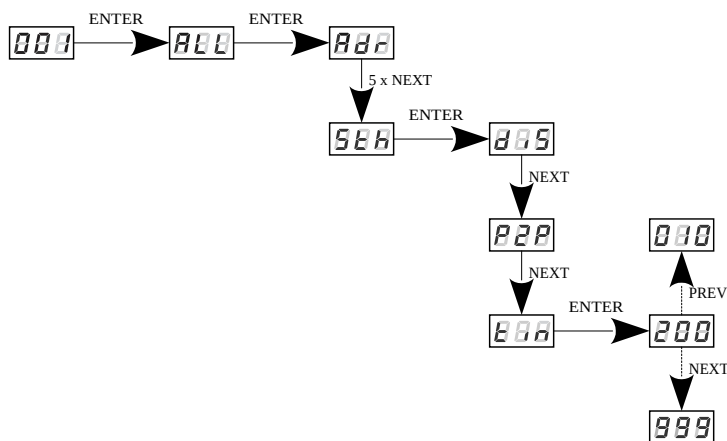 ENTER ENTER
001 ALL Adr
5 x NEXT
ENTER
Sth diS
NEXT
P2P 010
NEXT PREV
ENTER
tin 200
NEXT
999